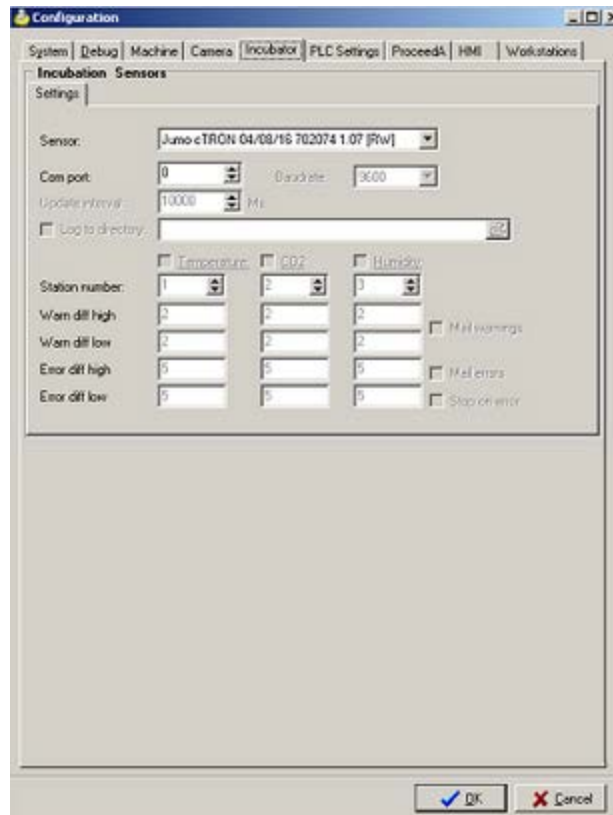 Configuration
System Debug Machine Camera Incubator PLC Settings ProceedA HMI Workstations
Incubation Sensors
Settings
Sensor: Jumo cTRON 04/08/16 702074 1.07 [RW]
Com port: 0 Baudrate 9600
Update interval 10000 Ms
Log to directory:
Temperature CO2 Humidity
Station number: 1 2 3
Warn diff high 2 2 2
Mail warnings
Warn diff low 2 2 2
Error diff high 5 5 5 Mail errors
Error diff low 5 5 5 Stop on error
OK Cancel